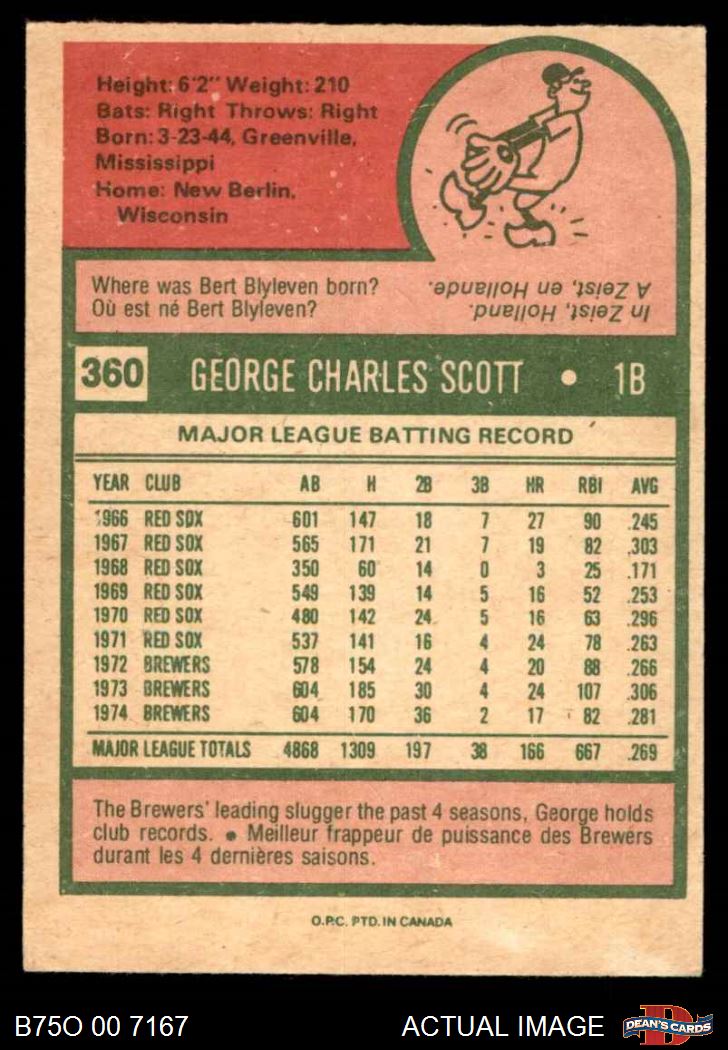 Height: 6'2" Weight: 210
Bats: Right Throws: Right
Born: 3-23-44, Greenville,
Mississippi
Home: New Berlin,
Wisconsin
Where was Bert Blyleven born?
Où est né Bert Blyleven?
In Zeist, Holland.
A Zeist, en Hollande.
360 GEORGE CHARLES SCOTT • 1B
MAJOR LEAGUE BATTING RECORD
YEAR CLUB AB H 2B 3B HR RBI AVG
1966 RED SOX 601 147 18 7 27 90 .245
1967 RED SOX 565 171 21 7 19 82 .303
1968 RED SOX 350 60 14 0 3 25 .171
1969 RED SOX 549 139 14 5 16 52 .253
1970 RED SOX 480 142 24 5 16 63 .296
1971 RED SOX 537 141 16 4 24 78 .263
1972 BREWERS 578 154 24 4 20 88 .266
1973 BREWERS 604 185 30 4 24 107 .306
1974 BREWERS 604 170 36 2 17 82 .281
MAJOR LEAGUE TOTALS 4868 1309 197 38 166 667 .269
The Brewers' leading slugger the past 4 seasons, George holds
club records. • Meilleur frappeur de puissance des Brewers
durant les 4 dernières saisons.
O.P.C. PTD. IN CANADA
B75O 00 7167 ACTUAL IMAGE D DEAN'S CARDS